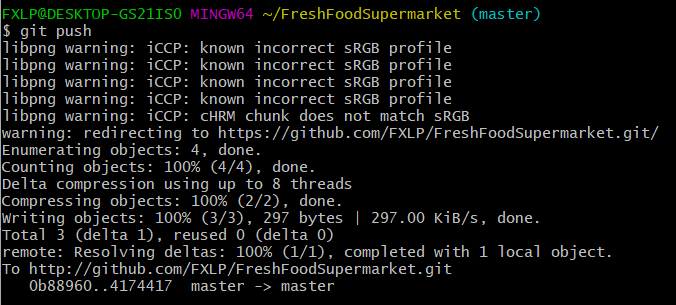 FXLP@DESKTOP-GS21ISO MINGW64 ~/FreshFoodSupermarket (master)
$ git push
libpng warning: iCCP: known incorrect sRGB profile
libpng warning: iCCP: known incorrect sRGB profile
libpng warning: iCCP: known incorrect sRGB profile
libpng warning: iCCP: known incorrect sRGB profile
libpng warning: iCCP: cHRM chunk does not match sRGB
warning: redirecting to https://github.com/FXLP/FreshFoodSupermarket.git/
Enumerating objects: 4, done.
Counting objects: 100% (4/4), done.
Delta compression using up to 8 threads
Compressing objects: 100% (2/2), done.
Writing objects: 100% (3/3), 297 bytes | 297.00 KiB/s, done.
Total 3 (delta 1), reused 0 (delta 0)
remote: Resolving deltas: 100% (1/1), completed with 1 local object.
To http://github.com/FXLP/FreshFoodSupermarket.git
   0b88960..4174417  master -> master